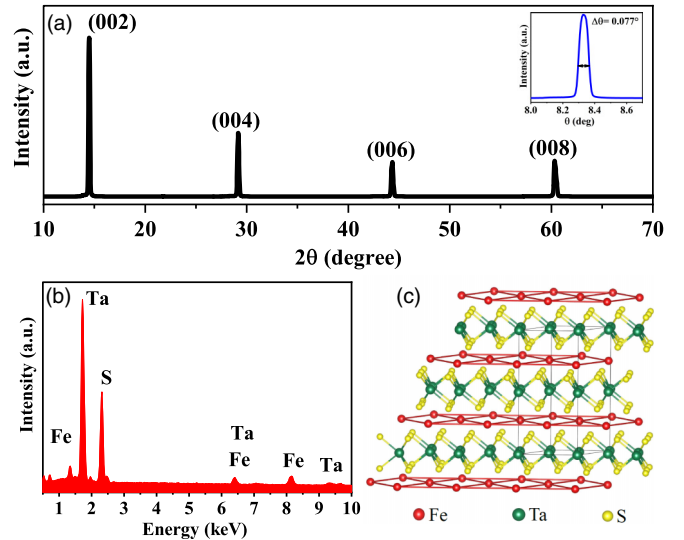 (a)
(002)
(004)
(006)
(008)
Intensity (a.u.)
10 20 30 40 50 60 70
2θ (degree)
Δθ= 0.077°
Intensity (a.u.)
8.0 8.2 8.4 8.6
θ (deg)
(b)
Ta
S
Fe
Ta
Fe
Fe
Ta
Intensity (a.u.)
1 2 3 4 5 6 7 8 9 10
Energy (keV)
(c)
Fe Ta S